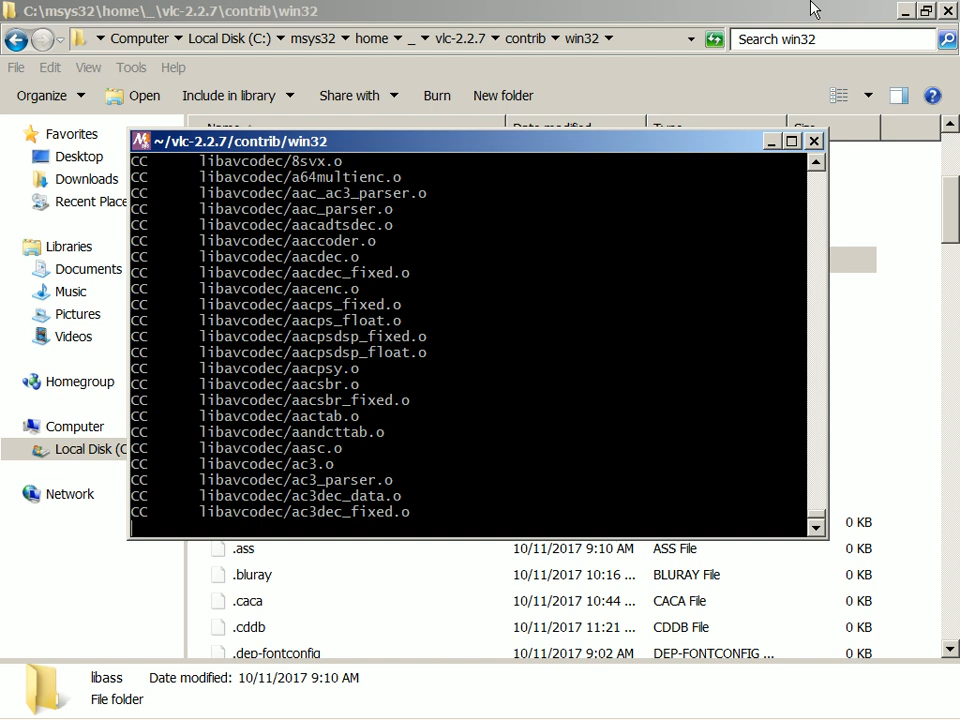 C:\msys32\home\_\vlc-2.2.7\contrib\win32
Computer Local Disk (C:) msys32 home _ vlc-2.2.7 contrib win32 Search win32
File Edit View Tools Help
Organize Open Include in library Share with Burn New folder
Favorites
Desktop
Downloads
Recent Place
Libraries
Documents
Music
Pictures
Videos
Homegroup
Computer
Local Disk (C
Network
Name Date modified Type Size
~/vlc-2.2.7/contrib/win32
CC libavcodec/8svx.o
CC libavcodec/a64multienc.o
CC libavcodec/aac_ac3_parser.o
CC libavcodec/aac_parser.o
CC libavcodec/aacadtsdec.o
CC libavcodec/aaccoder.o
CC libavcodec/aacdec.o
CC libavcodec/aacdec_fixed.o
CC libavcodec/aacenc.o
CC libavcodec/aacps_fixed.o
CC libavcodec/aacps_float.o
CC libavcodec/aacpsdsp_fixed.o
CC libavcodec/aacpsdsp_float.o
CC libavcodec/aacpsy.o
CC libavcodec/aacsbr.o
CC libavcodec/aacsbr_fixed.o
CC libavcodec/aactab.o
CC libavcodec/aandcttab.o
CC libavcodec/aasc.o
CC libavcodec/ac3.o
CC libavcodec/ac3_parser.o
CC libavcodec/ac3dec_data.o
CC libavcodec/ac3dec_fixed.o
0 KB
.ass 10/11/2017 9:10 AM ASS File 0 KB
.bluray 10/11/2017 10:16 ... BLURAY File 0 KB
.caca 10/11/2017 10:44 ... CACA File 0 KB
.cddb 10/11/2017 11:21 ... CDDB File 0 KB
.dep-fontconfig 10/11/2017 9:02 AM DEP-FONTCONFIG ... 0 KB
libass Date modified: 10/11/2017 9:10 AM
File folder